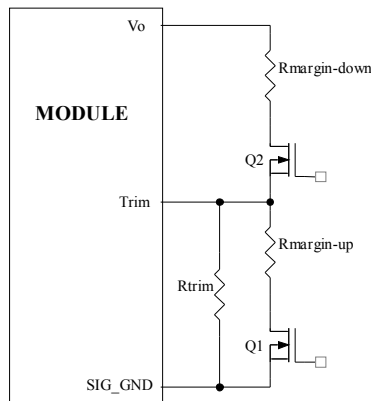 Vo
Rmargin-down
MODULE
Q2
Trim
Rmargin-up
Rtrim
Q1
SIG_GND